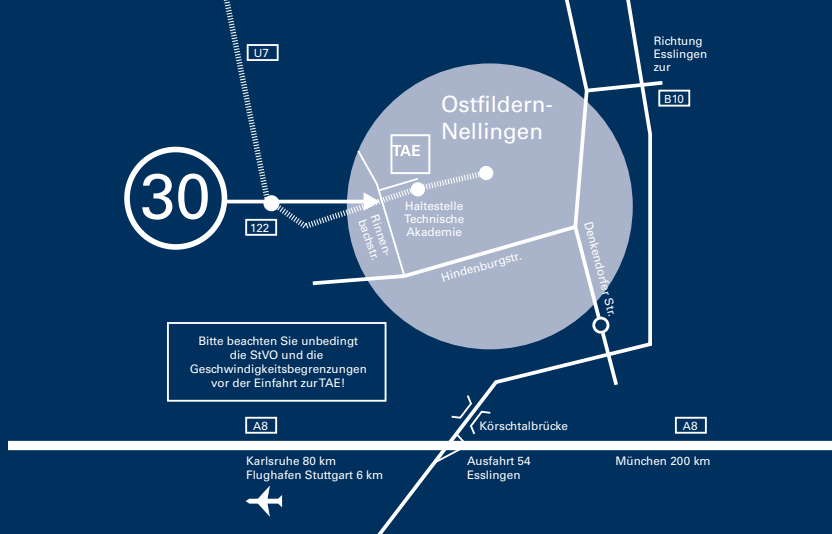 U7
Richtung
Esslingen
zur
B10
Ostfildern-
Nellingen
TAE
30
122
Haltestelle
Technische
Akademie
Rinnen-
bachstr.
Hindenburgstr.
Denkendorfer Str.
Bitte beachten Sie unbedingt
die StVO und die
Geschwindigkeitsbegrenzungen
vor der Einfahrt zur TAE!
A8
Körschtalbrücke
A8
Karlsruhe 80 km
Flughafen Stuttgart 6 km
Ausfahrt 54
Esslingen
München 200 km